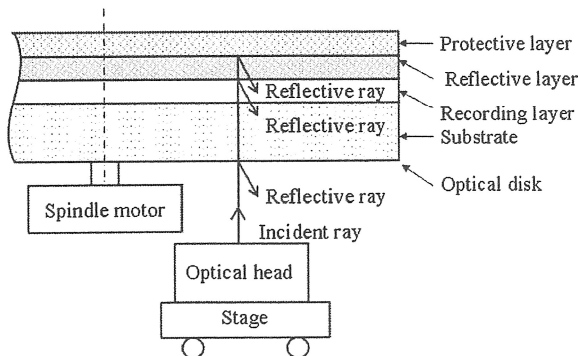 Protective layer
Reflective layer
Reflective ray
Recording layer
Reflective ray
Substrate
Optical disk
Reflective ray
Spindle motor
Incident ray
Optical head
Stage